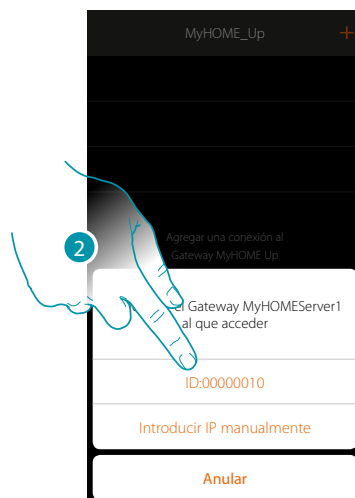 MyHOME_Up +
Agregar una conexión al
Gateway MyHOME Up
2
el Gateway MyHOMEServer1
al que acceder
ID:00000010
Introducir IP manualmente
Anular